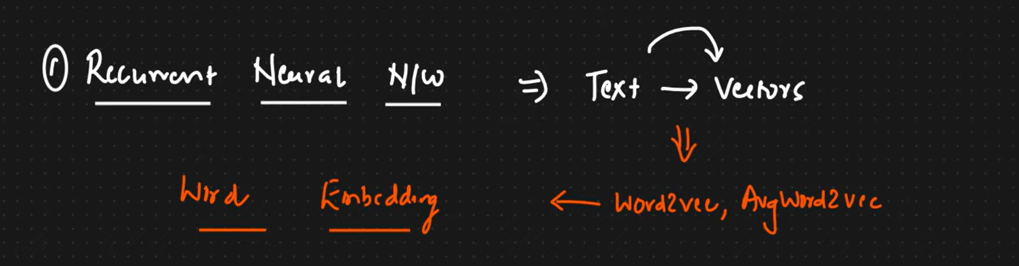 ① Recurrent Neural N/W ⇒ Text → Vectors
⇓
Word Embedding ← Word2vec, AvgWord2vec